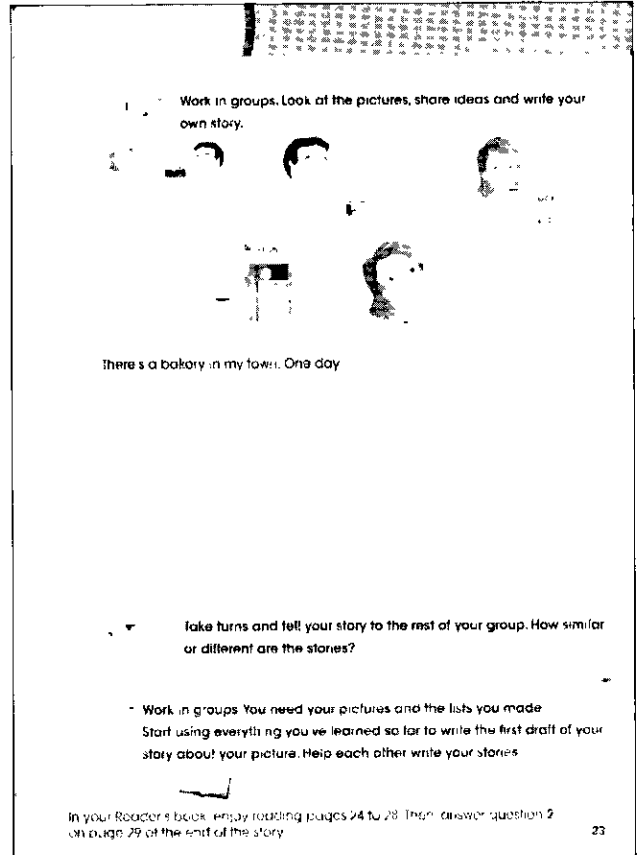 Work in groups. Look at the pictures, share ideas and write your
own story.
There s a bakery in my town. One day
Take turns and tell your story to the rest of your group. How similar
or different are the stories?
Work in groups You need your pictures and the lists you made
Start using everything you ve learned so far to write the first draft of your
story about your picture. Help each other write your stories
In your Reader s book enjoy reading pages 24 to 28. Then answer question 2
on page 29 at the end of the story
23